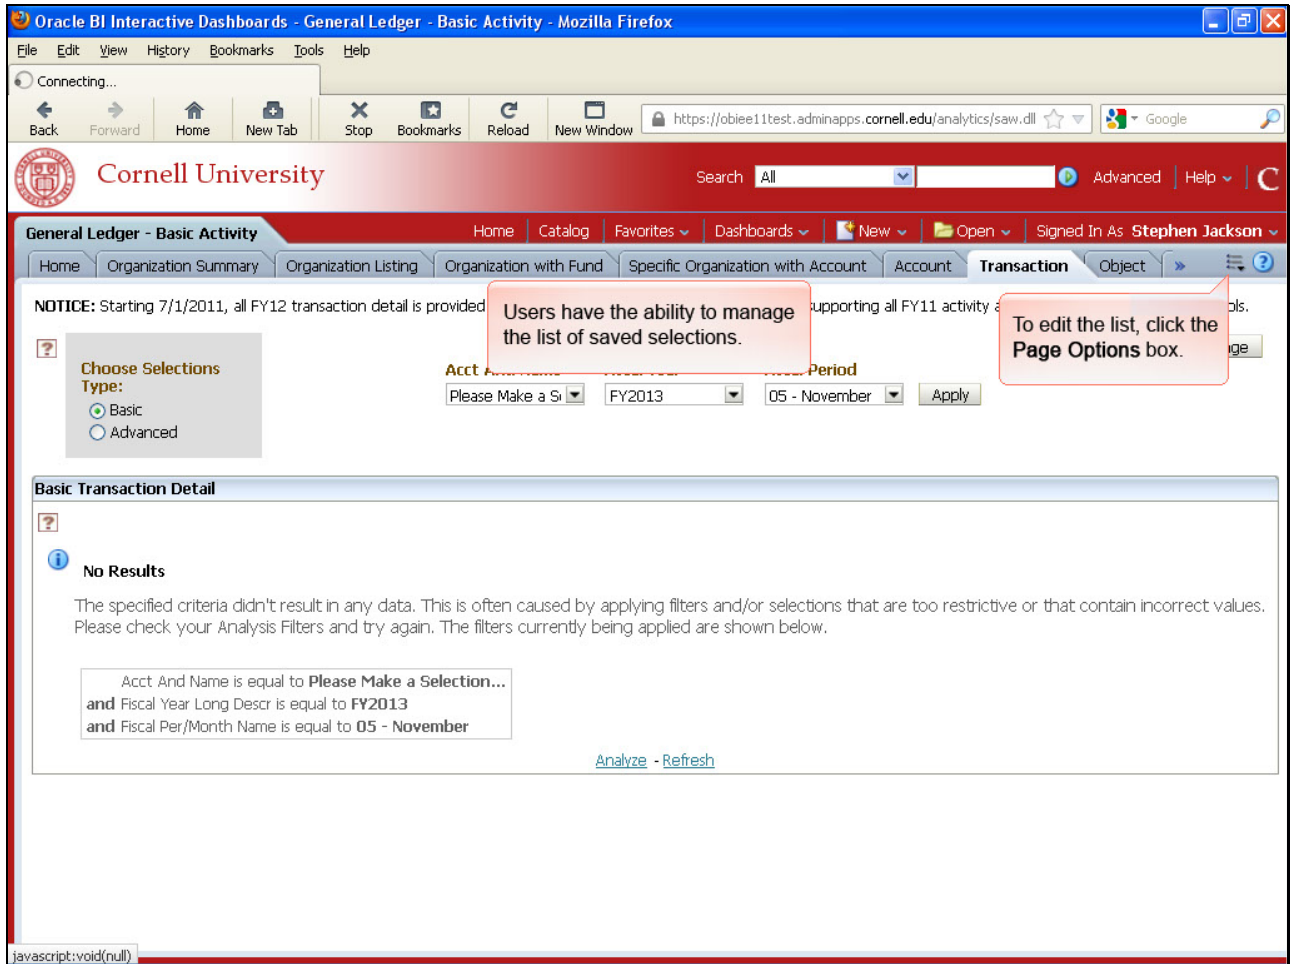 Oracle BI Interactive Dashboards - General Ledger - Basic Activity - Mozilla Firefox
File Edit View History Bookmarks Tools Help
Connecting...
Back Forward Home New Tab Stop Bookmarks Reload New Window https://obiee11test.adminapps.cornell.edu/analytics/saw.dll Google
Cornell University Search All Advanced Help C
General Ledger - Basic Activity Home Catalog Favorites Dashboards New Open Signed In As Stephen Jackson
Home Organization Summary Organization Listing Organization with Fund Specific Organization with Account Account Transaction Object » ?
NOTICE: Starting 7/1/2011, all FY12 transaction detail is provided supporting all FY11 activity
Users have the ability to manage
the list of saved selections.
To edit the list, click the
Page Options box.
?
Choose Selections
Type:
Basic
Advanced
Acct Period
Please Make a S FY2013 05 - November Apply
Basic Transaction Detail
?
No Results
The specified criteria didn't result in any data. This is often caused by applying filters and/or selections that are too restrictive or that contain incorrect values.
Please check your Analysis Filters and try again. The filters currently being applied are shown below.
Acct And Name is equal to Please Make a Selection...
and Fiscal Year Long Descr is equal to FY2013
and Fiscal Per/Month Name is equal to 05 - November
Analyze - Refresh
javascript:void(null)